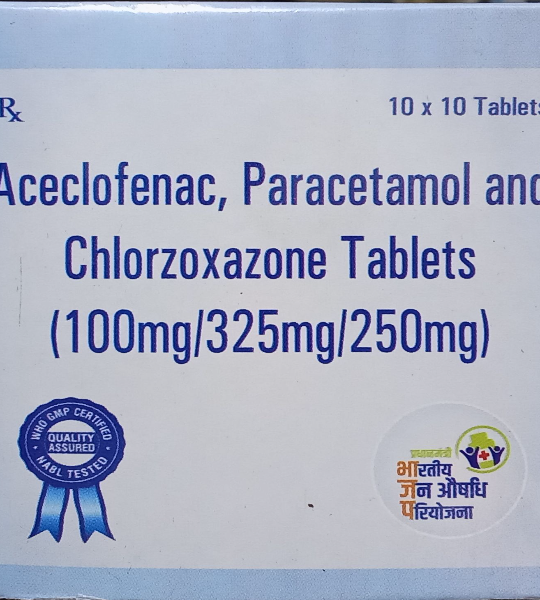 Rx
10 x 10 Tablets
Aceclofenac, Paracetamol and
Chlorzoxazone Tablets
(100mg/325mg/250mg)
WHO GMP CERTIFIED
QUALITY
ASSURED
NABL TESTED
प्रधानमंत्री
भारतीय
जन औषधि
परियोजना